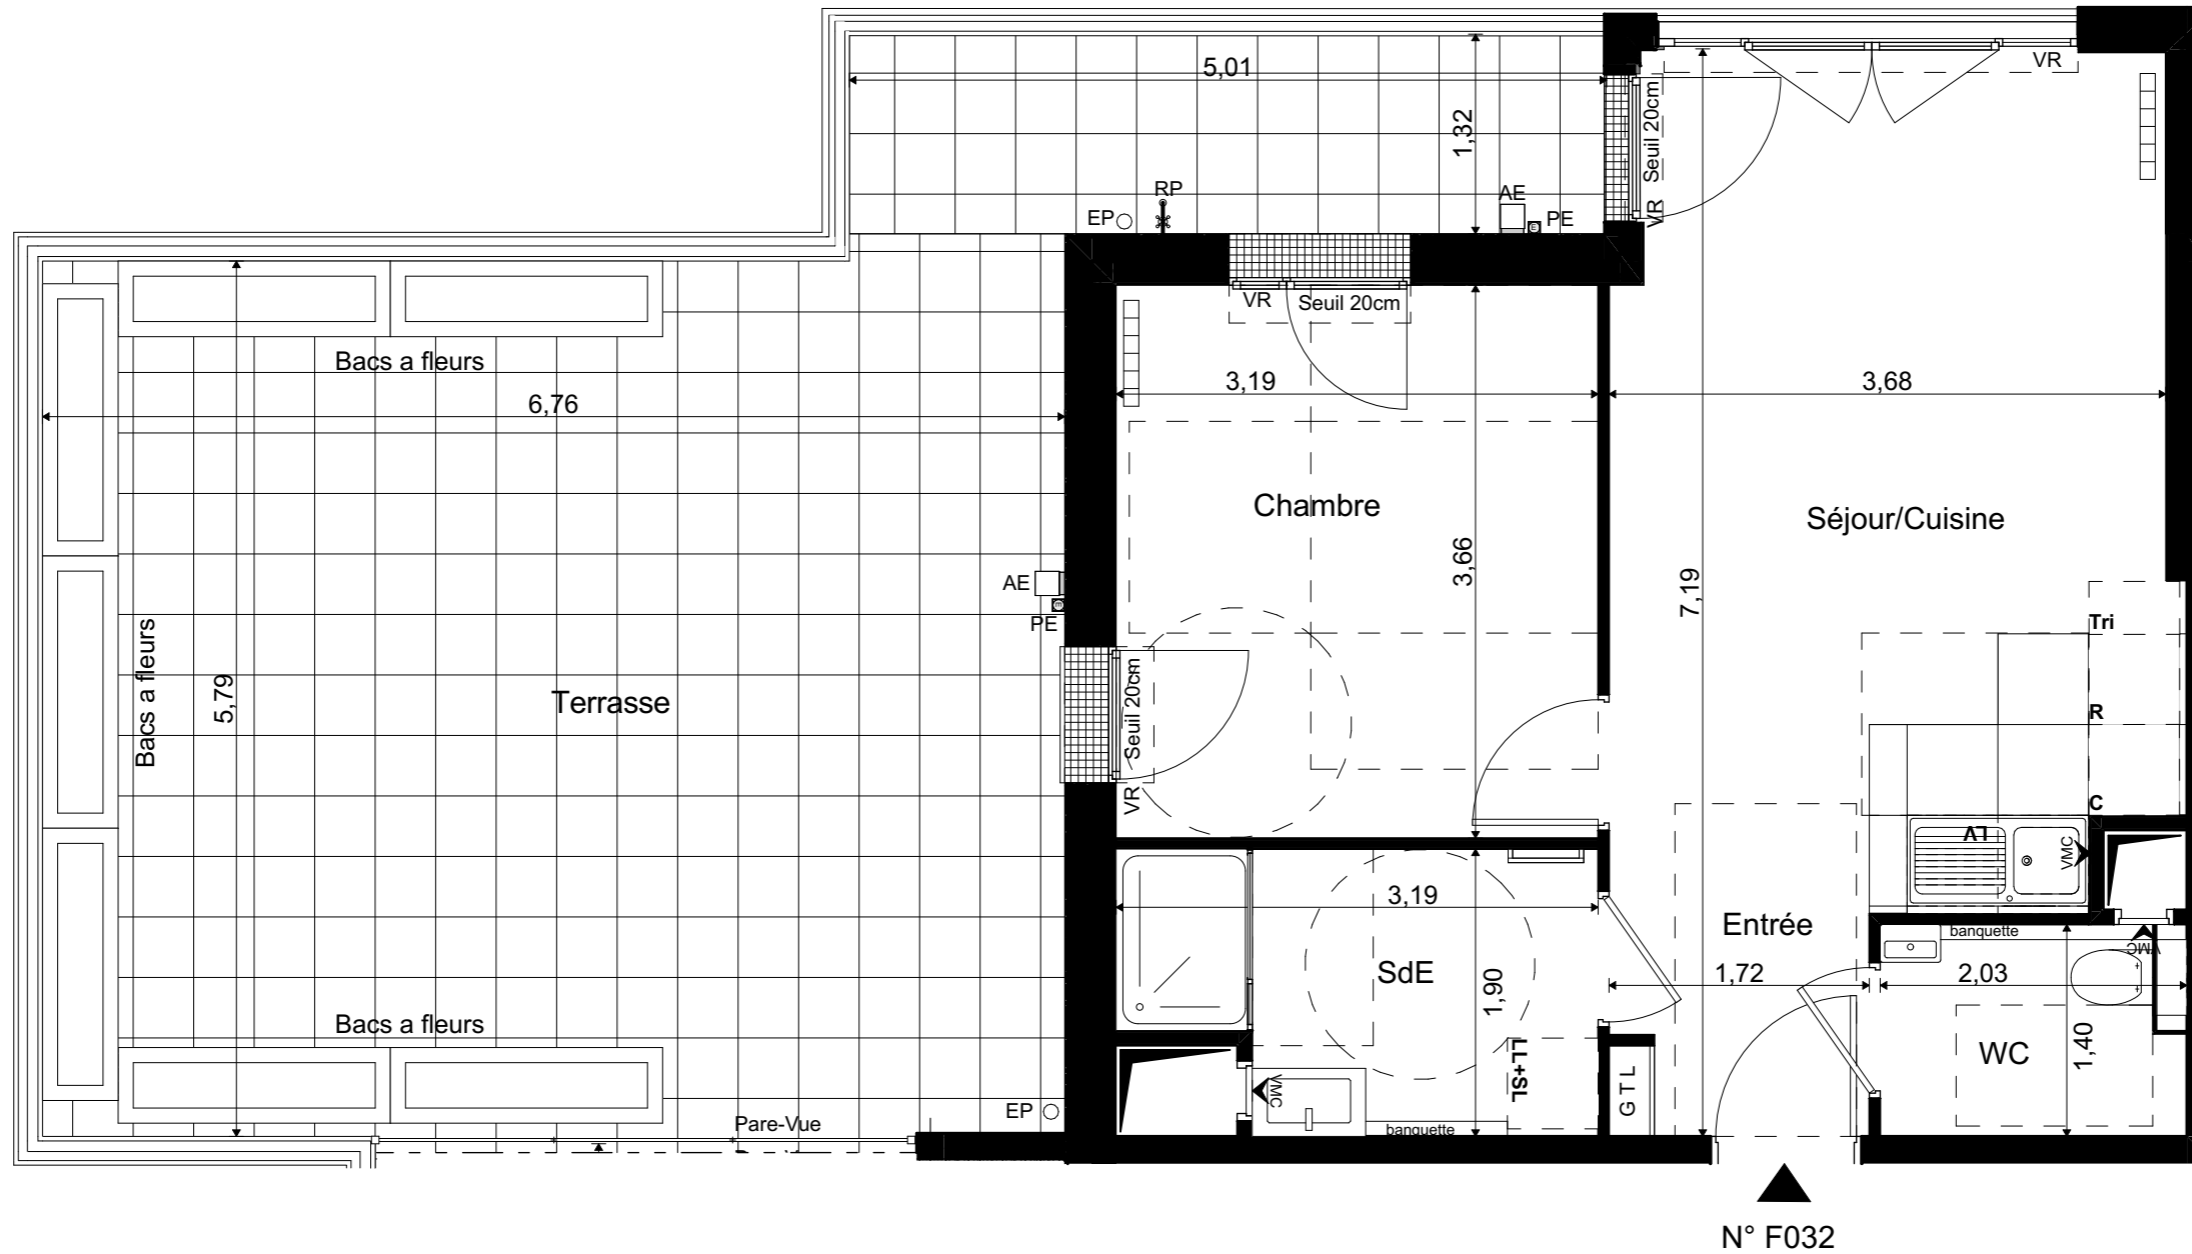 5,01
VR
1,32
Seuil 20cm
VR
RP
EP
AE
PE
VR
Seuil 20cm
Bacs a fleurs
6,76
3,19
3,68
Chambre
Séjour/Cuisine
3,66
7,19
AE
PE
Tri
R
C
Bacs a fleurs
5,79
Terrasse
Seuil 20cm
VR
LV
VMC
3,19
Entrée
banquette
VMC
SdE
1,90
1,72
2,03
WC
1,40
Bacs a fleurs
LL+SL
GTL
VMC
EP
Pare-Vue
banquette
N° F032